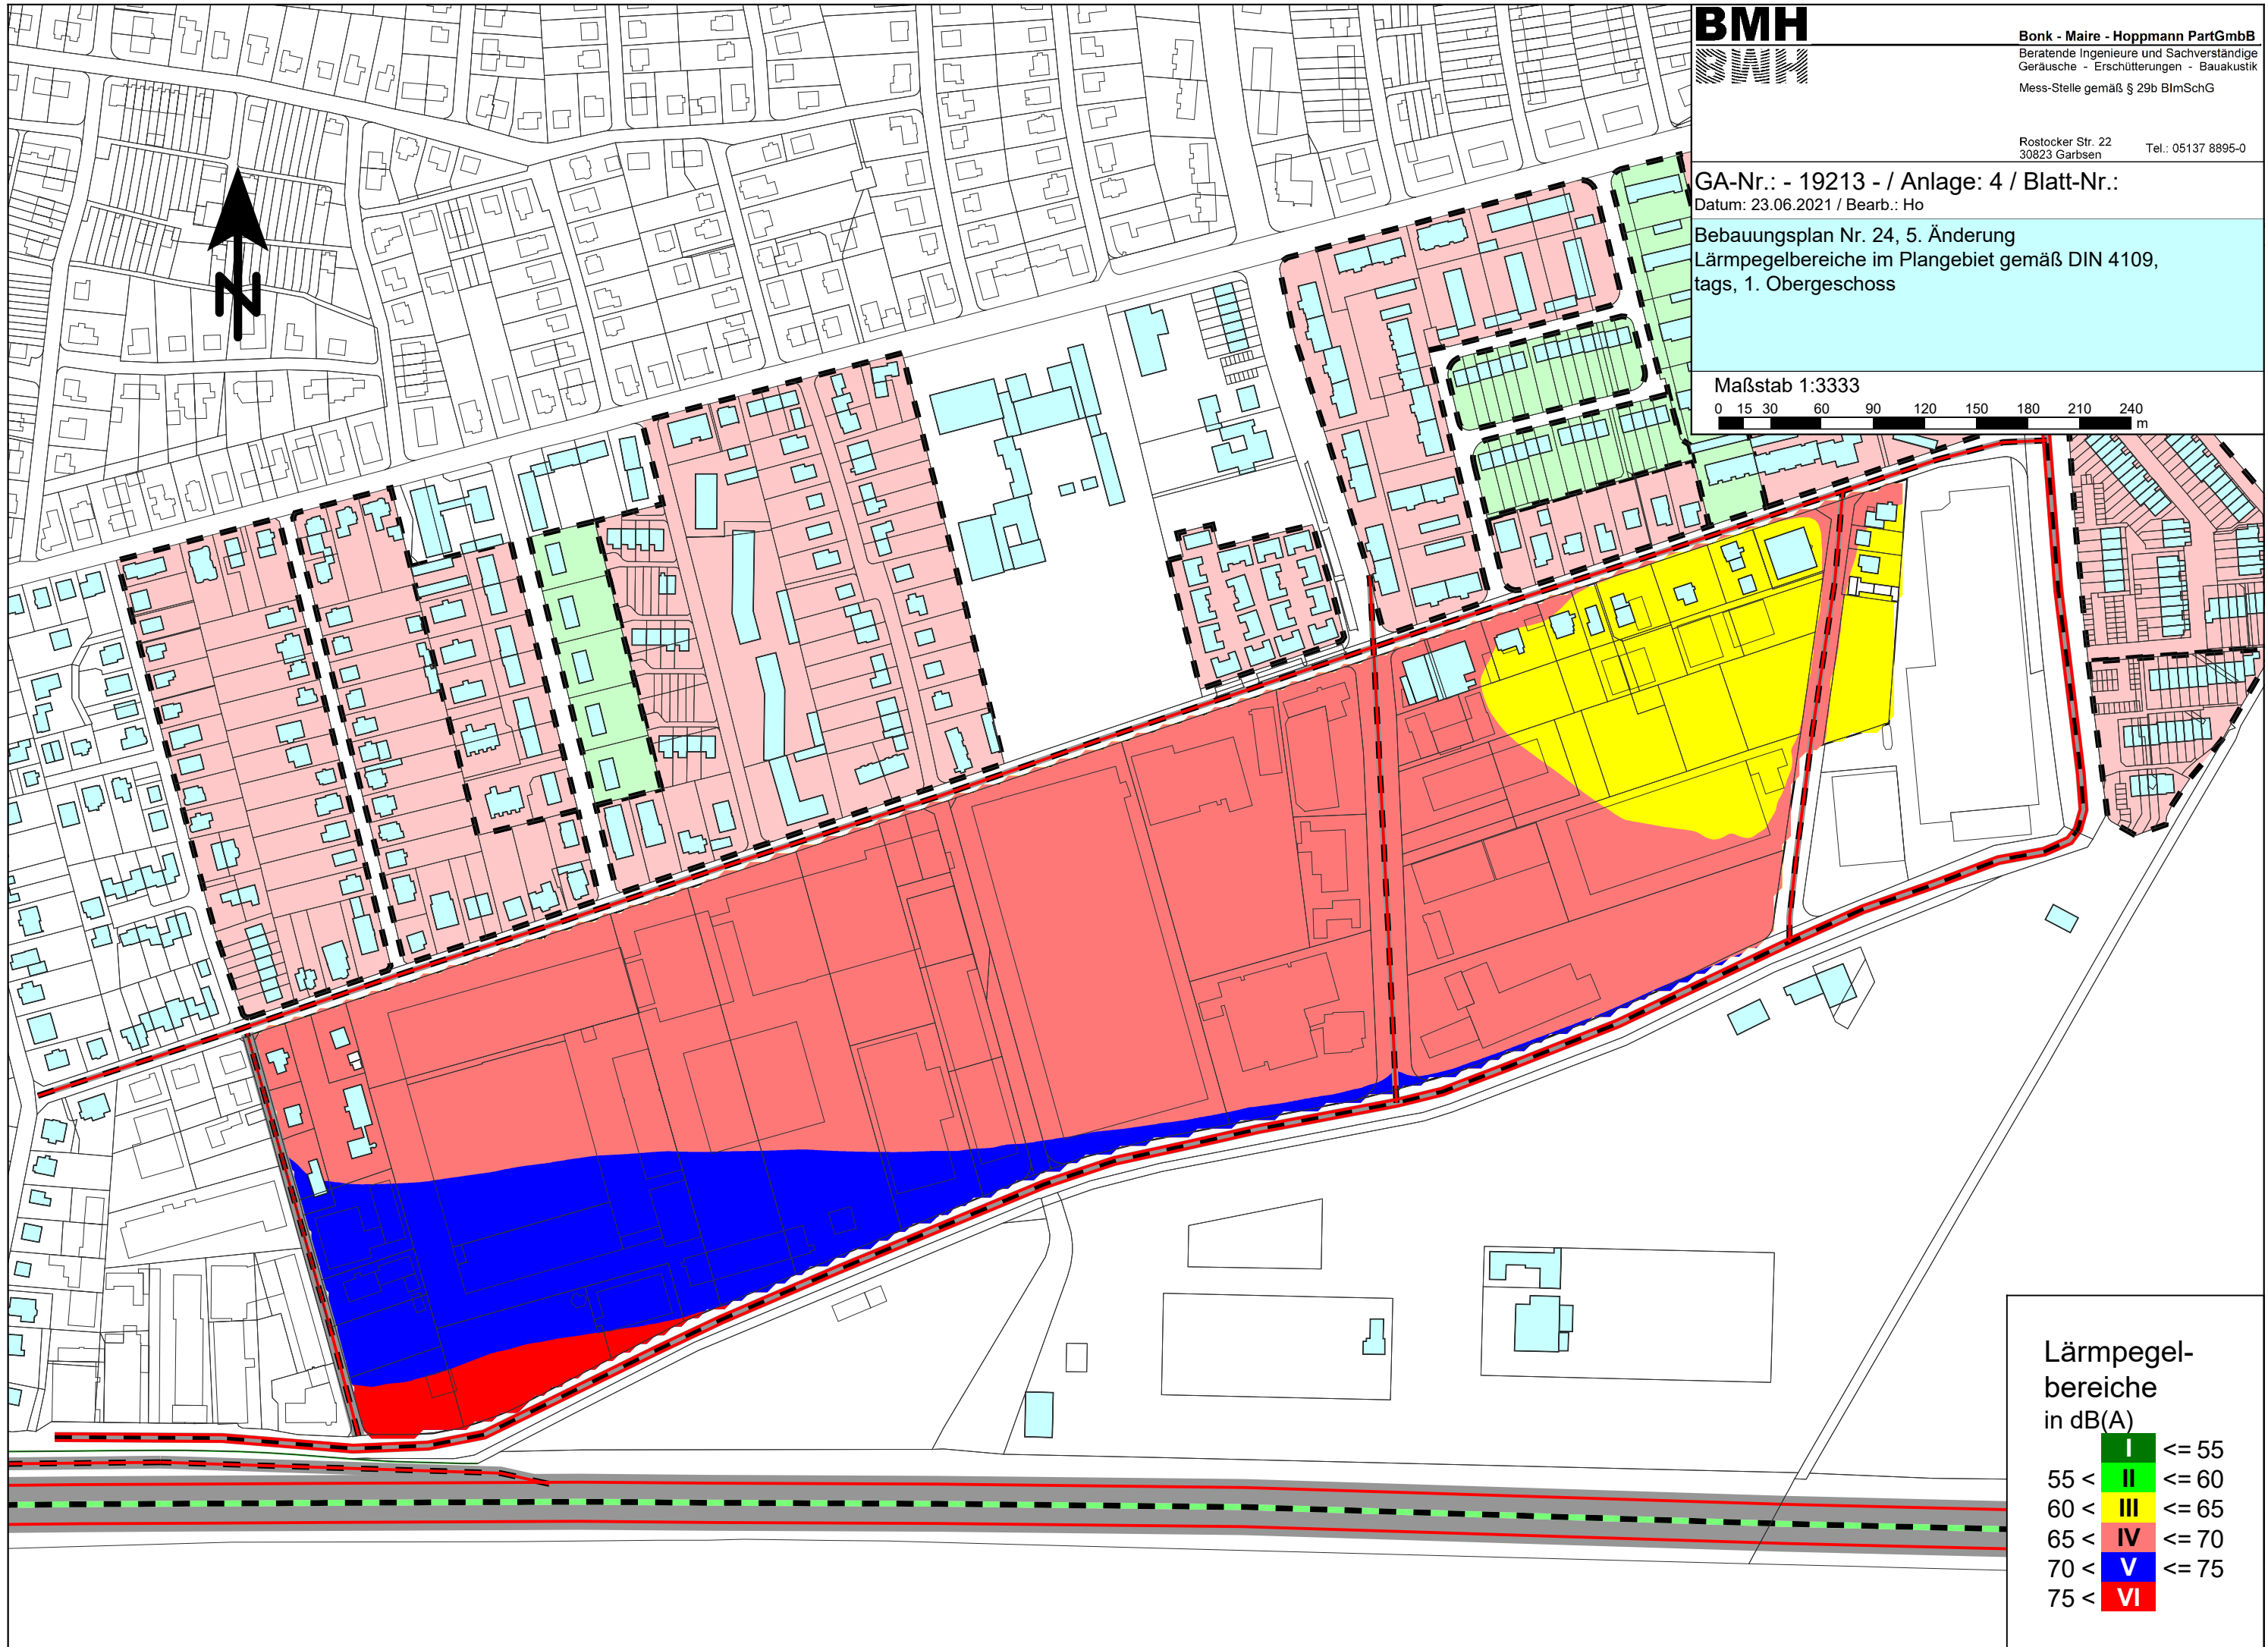 BMH
BMH
Bonk - Maire - Hoppmann PartGmbB
Beratende Ingenieure und Sachverständige
Geräusche - Erschütterungen - Bauakustik
Mess-Stelle gemäß § 29b BImSchG
Rostocker Str. 22
30823 Garbsen
Tel.: 05137 8895-0
GA-Nr.: - 19213 - / Anlage: 4 / Blatt-Nr.:
Datum: 23.06.2021 / Bearb.: Ho
Bebauungsplan Nr. 24, 5. Änderung
Lärmpegelbereiche im Plangebiet gemäß DIN 4109,
tags, 1. Obergeschoss
Maßstab 1:3333
0 15 30 60 90 120 150 180 210 240
m
N
Lärmpegel-
bereiche
in dB(A)
I <= 55
55 < II <= 60
60 < III <= 65
65 < IV <= 70
70 < V <= 75
75 < VI